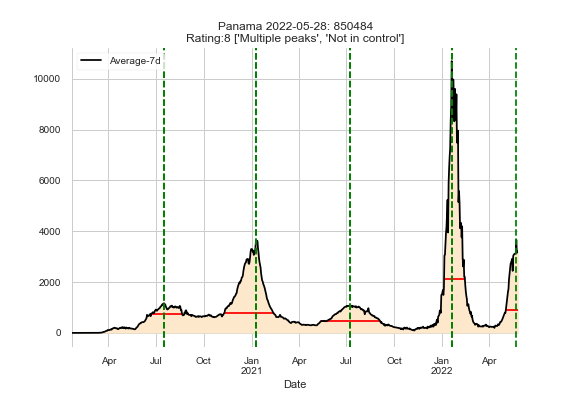 Panama 2022-05-28: 850484
Rating:8 ['Multiple peaks', 'Not in control']
Average-7d
10000
8000
6000
4000
2000
0
Apr Jul Oct Jan Apr Jul Oct Jan Apr
2021 2022
Date